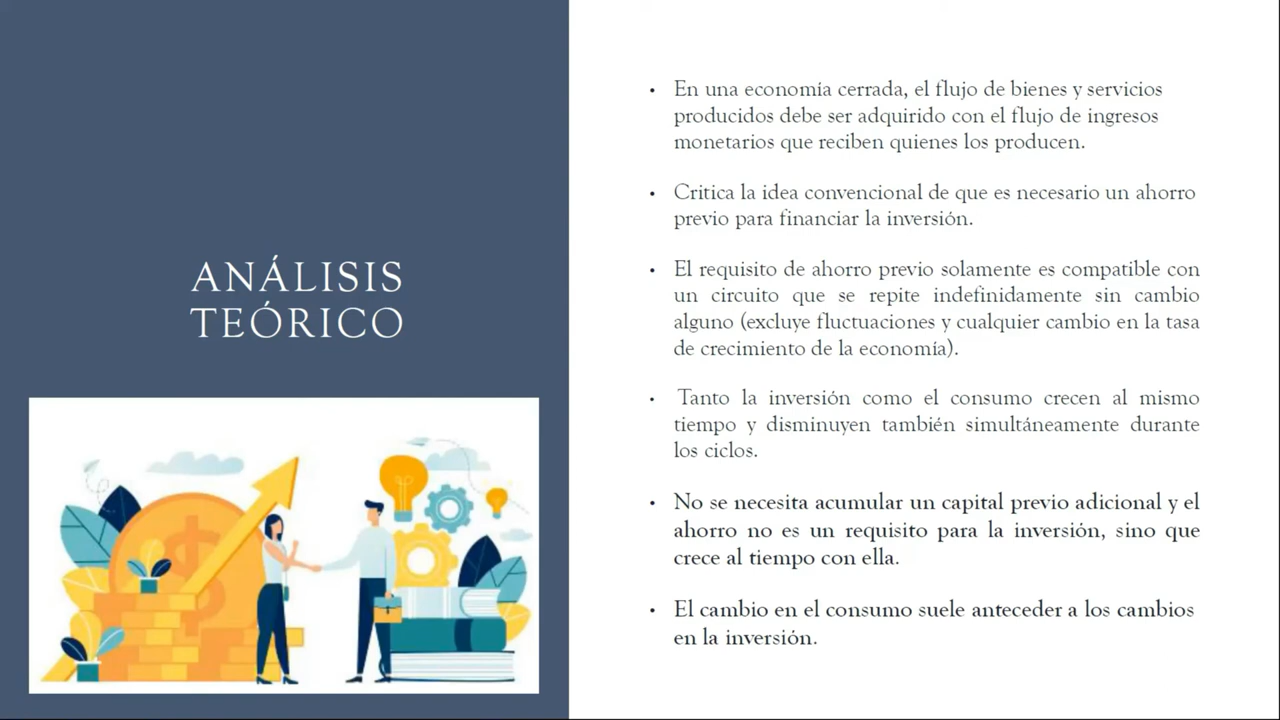 ANÁLISIS
TEÓRICO
• En una economía cerrada, el flujo de bienes y servicios
producidos debe ser adquirido con el flujo de ingresos
monetarios que reciben quienes los producen.
• Critica la idea convencional de que es necesario un ahorro
previo para financiar la inversión.
• El requisito de ahorro previo solamente es compatible con
un circuito que se repite indefinidamente sin cambio
alguno (excluye fluctuaciones y cualquier cambio en la tasa
de crecimiento de la economía).
• Tanto la inversión como el consumo crecen al mismo
tiempo y disminuyen también simultáneamente durante
los ciclos.
• No se necesita acumular un capital previo adicional y el
ahorro no es un requisito para la inversión, sino que
crece al tiempo con ella.
• El cambio en el consumo suele anteceder a los cambios
en la inversión.